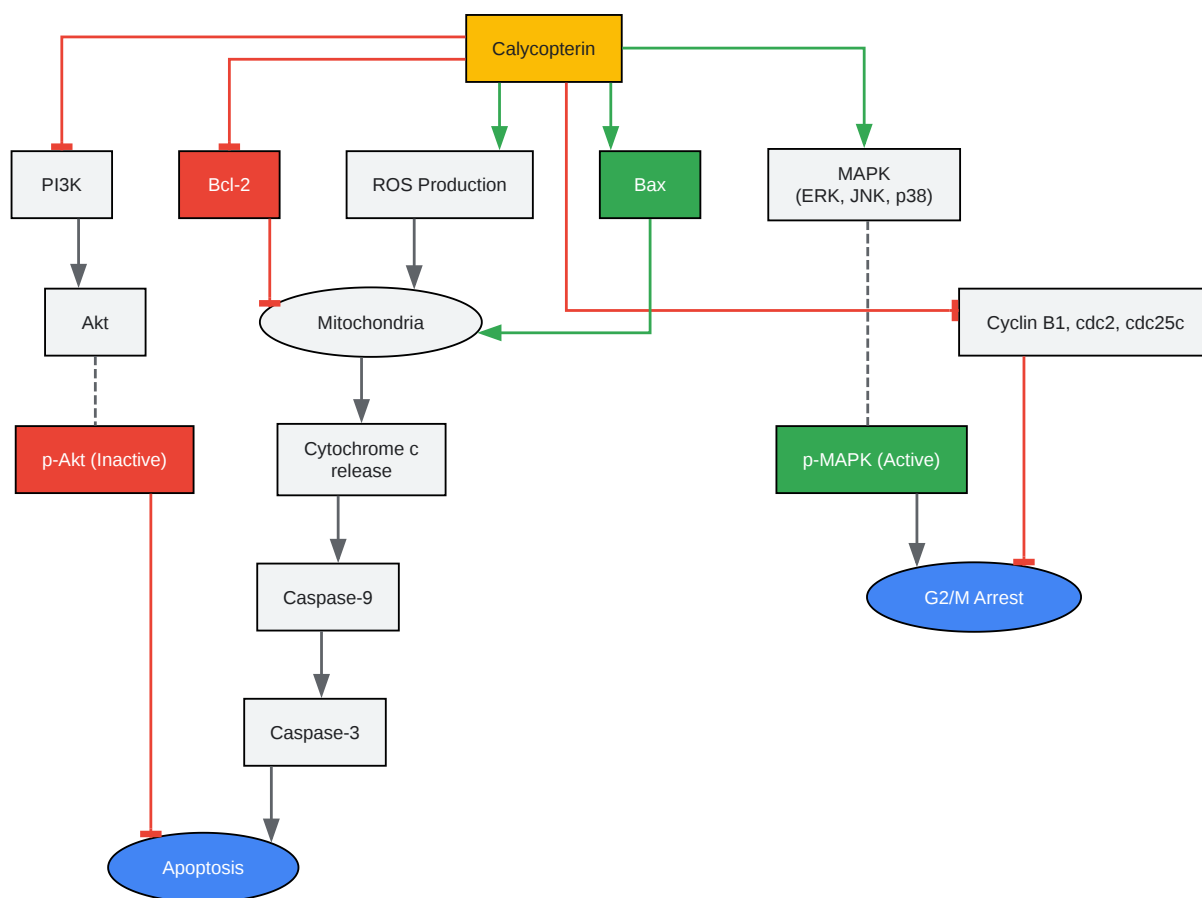 Calycopterin
PI3K
Bcl-2
ROS Production
Bax
MAPK
(ERK, JNK, p38)
Akt
Mitochondria
Cyclin B1, cdc2, cdc25c
p-Akt (Inactive)
Cytochrome c
release
p-MAPK (Active)
Caspase-9
G2/M Arrest
Caspase-3
Apoptosis